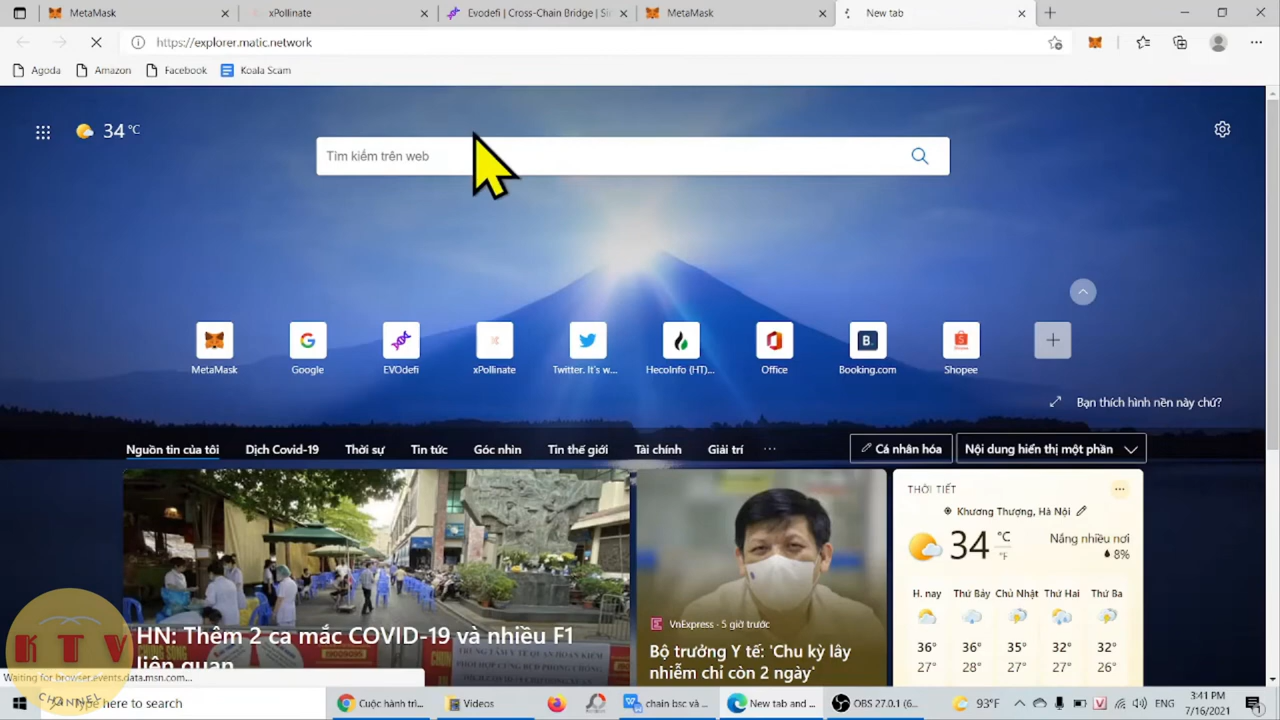 MetaMask
xPollinate
Evodefi | Cross-Chain Bridge | Si
MetaMask
New tab
https://explorer.matic.network
Agoda
Amazon
Facebook
Koala Scam
34 °C
Tìm kiếm trên web
MetaMask
Google
EVOdefi
xPollinate
Twitter. It's w...
HecoInfo (HT)...
Office
Booking.com
Shopee
Bạn thích hình nền này chứ?
Nguồn tin của tôi
Dịch Covid-19
Thời sự
Tin tức
Góc nhìn
Tin thế giới
Tài chính
Giải trí
Cá nhân hóa
Nội dung hiển thị một phần
HN: Thêm 2 ca mắc COVID-19 và nhiều F1
liên quan
VnExpress - 5 giờ trước
Bộ trưởng Y tế: 'Chu kỳ lây
nhiễm chỉ còn 2 ngày'
THỜI TIẾT
Khương Thượng, Hà Nội
34 °C °F
Nắng nhiều nơi
8%
H. nay Thứ Bảy Chủ Nhật Thứ Hai Thứ Ba
36° 36° 35° 32° 32°
27° 28° 27° 27° 26°
KTV
CHANNEL
Waiting for browser.events.data.msn.com...
here to search
Cuộc hành trì...
Videos
chain bsc và ...
New tab and ...
OBS 27.0.1 (6...
93°F
ENG
3:41 PM
7/16/2021